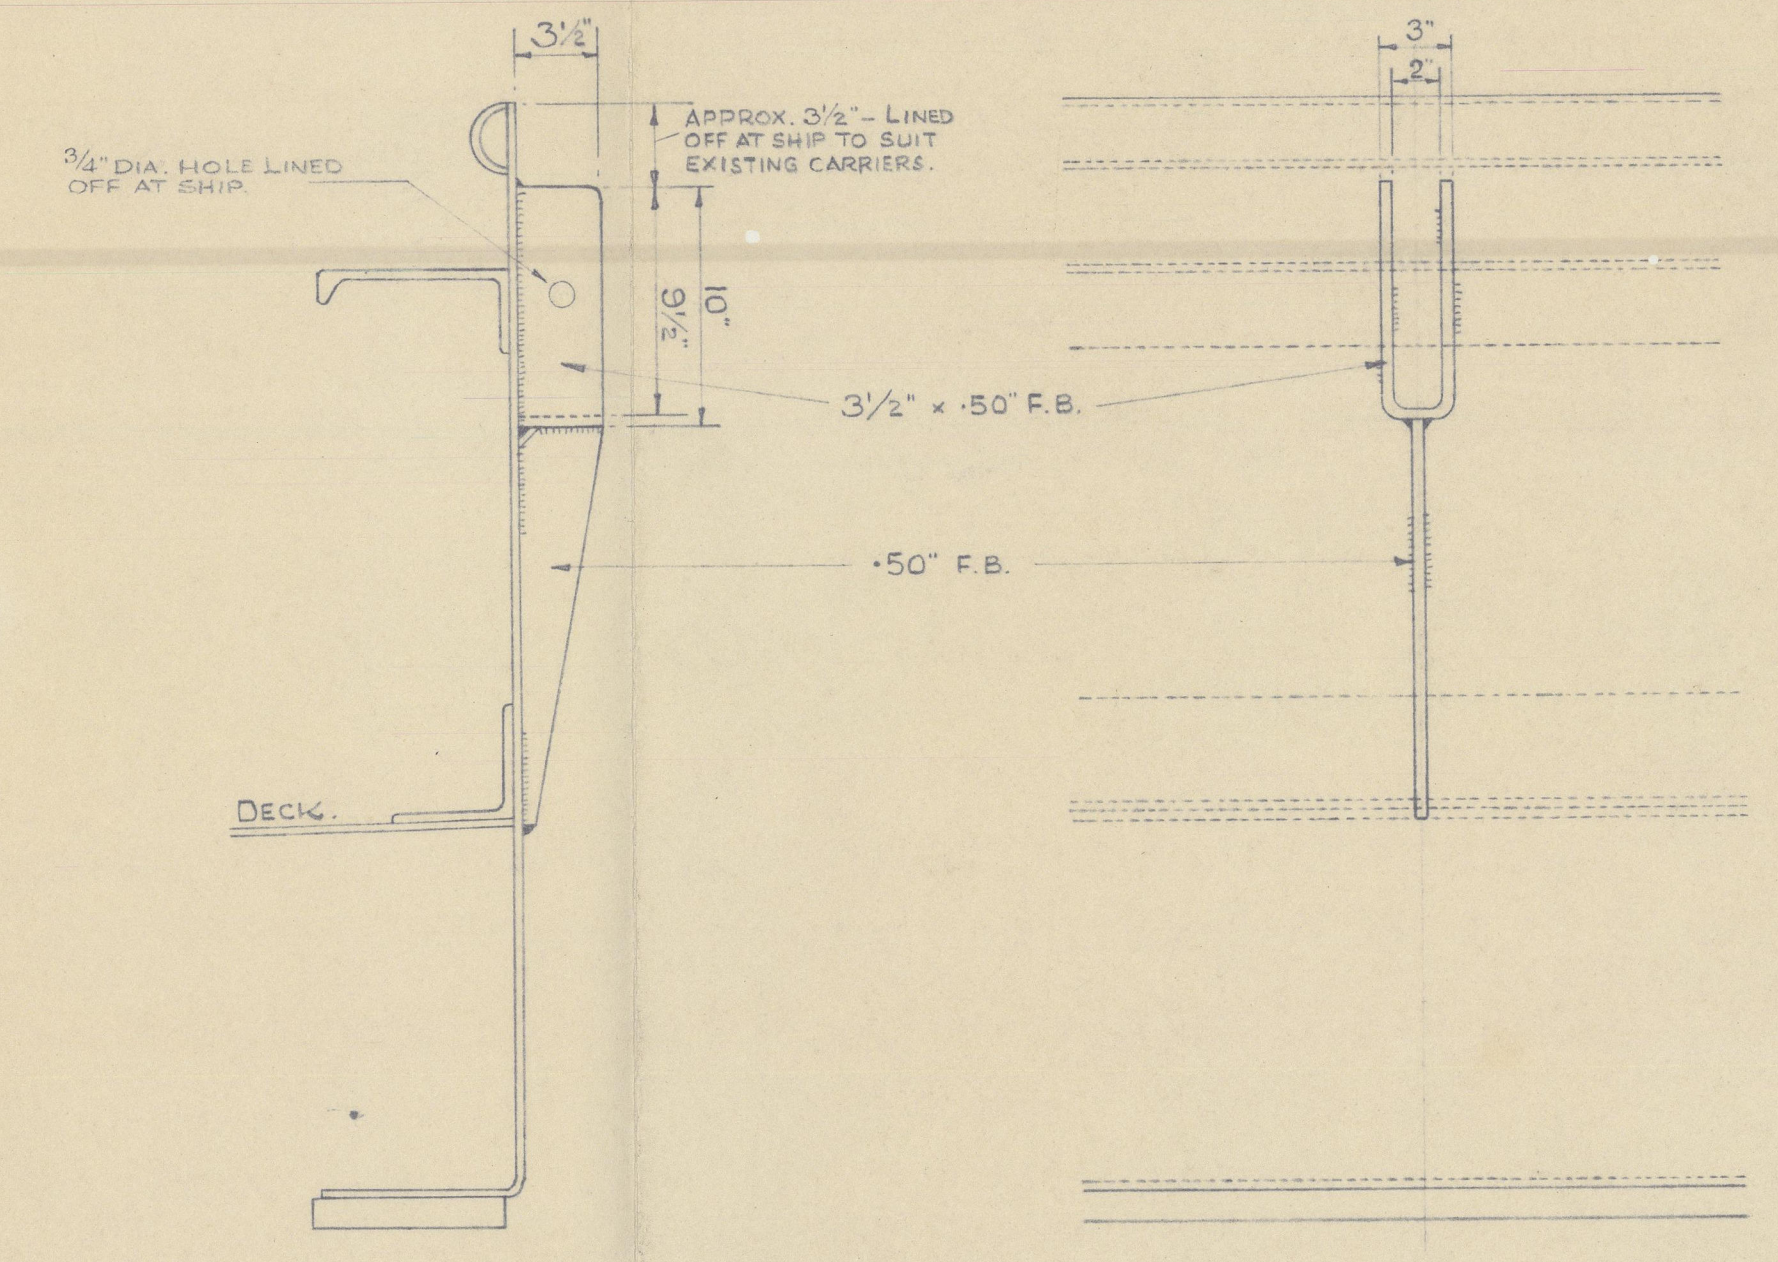 3½"
3"
2"
APPROX. 3½" – LINED
OFF AT SHIP TO SUIT
EXISTING CARRIERS.
3/4" DIA. HOLE LINED
OFF AT SHIP.
9½"
10"
3½" x ·50" F.B.
·50" F.B.
DECK.